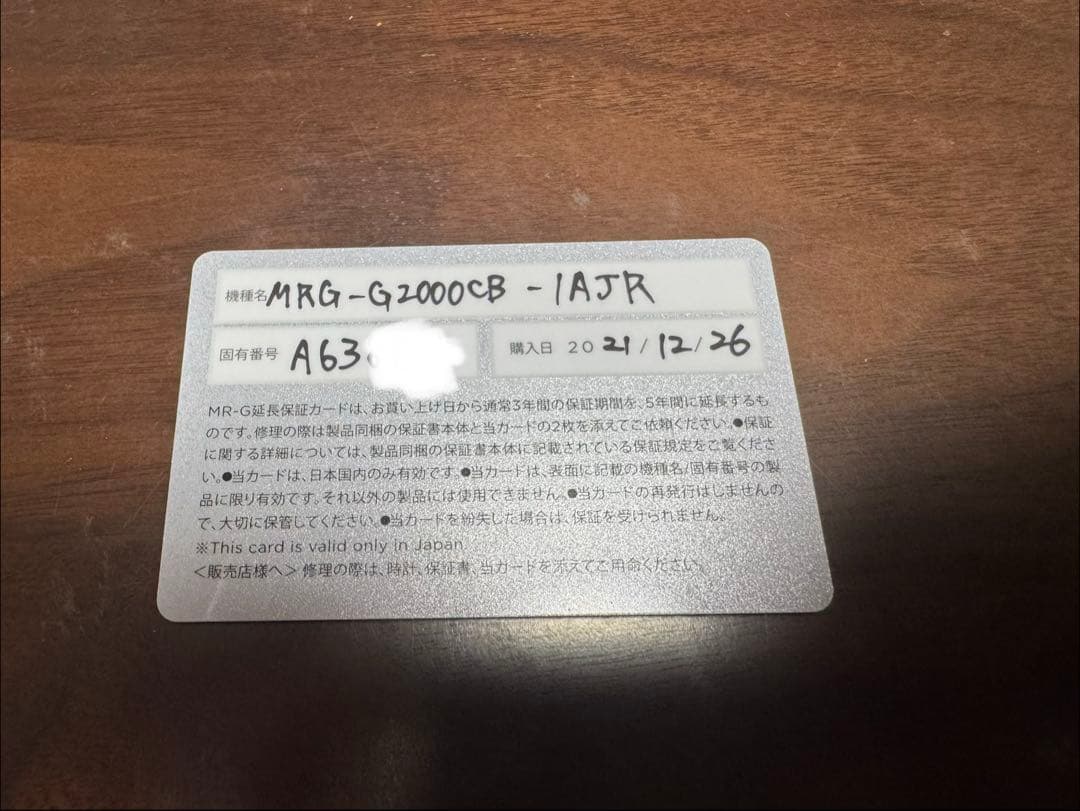 機種名 MRG-G2000CB-1AJR
固有番号 A63
購入日 2021/12/26
MR-G延長保証カードは、お買い上げ日から通常3年間の保証期間を、5年間に延長するも
のです。修理の際は製品同梱の保証書本体と当カードの2枚を添えてご依頼ください。●保証
に関する詳細については、製品同梱の保証書本体に記載されている保証規定をご覧くださ
い。●当カードは、日本国内のみ有効です。●当カードは、表面に記載の機種名/固有番号の製
品に限り有効です。それ以外の製品には使用できません。●当カードの再発行はしませんの
で、大切に保管してください。●当カードを紛失した場合は、保証を受けられません。
※This card is valid only in Japan.
＜販売店様へ＞修理の際は、時計、保証書、当カードを添えてご用命ください。